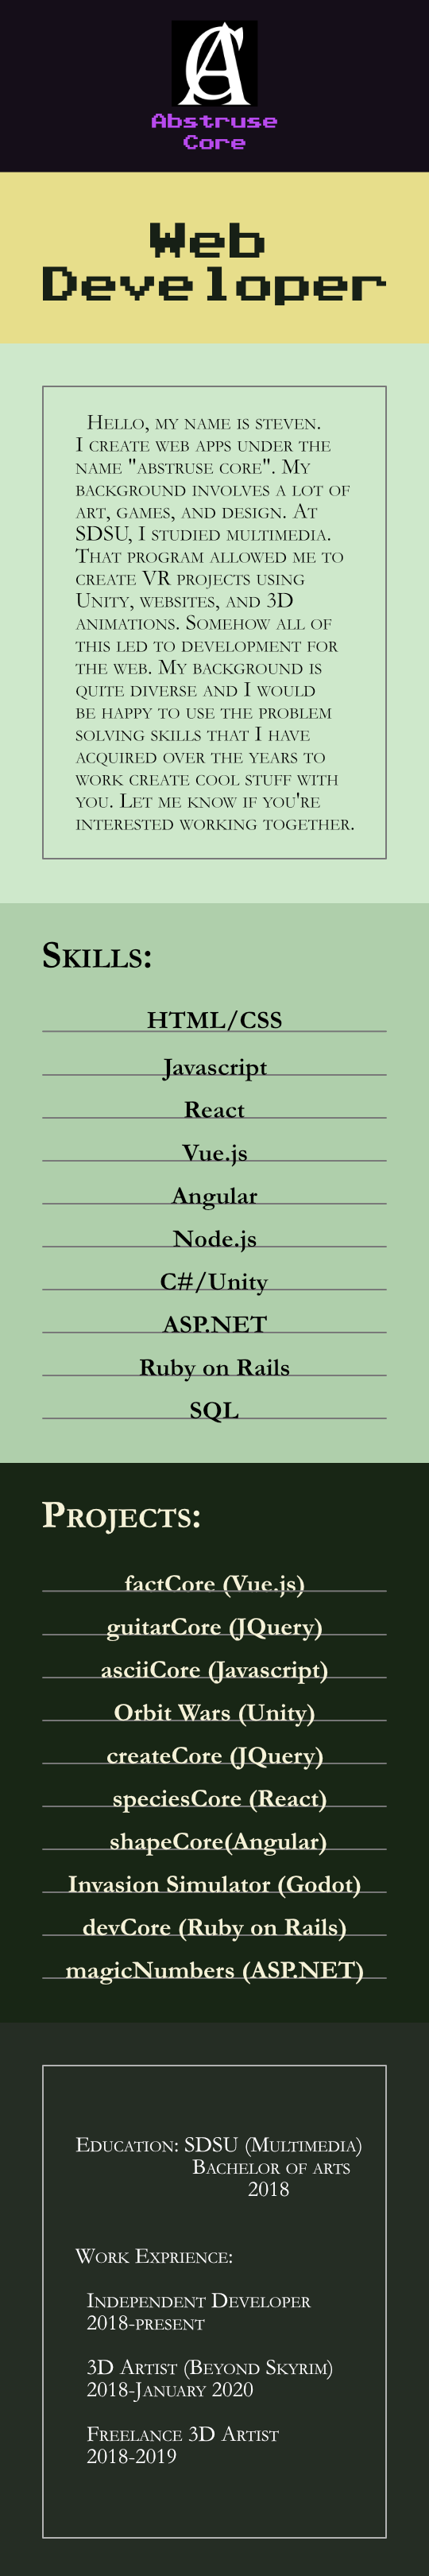 CA
Abstruse
Core
Web
Developer
Hello, my name is steven.
I create web apps under the
name "abstruse core". My
background involves a lot of
art, games, and design. At
SDSU, I studied multimedia.
That program allowed me to
create VR projects using
Unity, websites, and 3D
animations. Somehow all of
this led to development for
the web. My background is
quite diverse and I would
be happy to use the problem
solving skills that I have
acquired over the years to
work create cool stuff with
you. Let me know if you're
interested working together.
Skills:
HTML/CSS
Javascript
React
Vue.js
Angular
Node.js
C#/Unity
ASP.NET
Ruby on Rails
SQL
Projects:
factCore (Vue.js)
guitarCore (JQuery)
asciiCore (Javascript)
Orbit Wars (Unity)
createCore (JQuery)
speciesCore (React)
shapeCore(Angular)
Invasion Simulator (Godot)
devCore (Ruby on Rails)
magicNumbers (ASP.NET)
Education: SDSU (Multimedia)
Bachelor of arts
2018
Work Exprience:
Independent Developer
2018-present
3D Artist (Beyond Skyrim)
2018-January 2020
Freelance 3D Artist
2018-2019